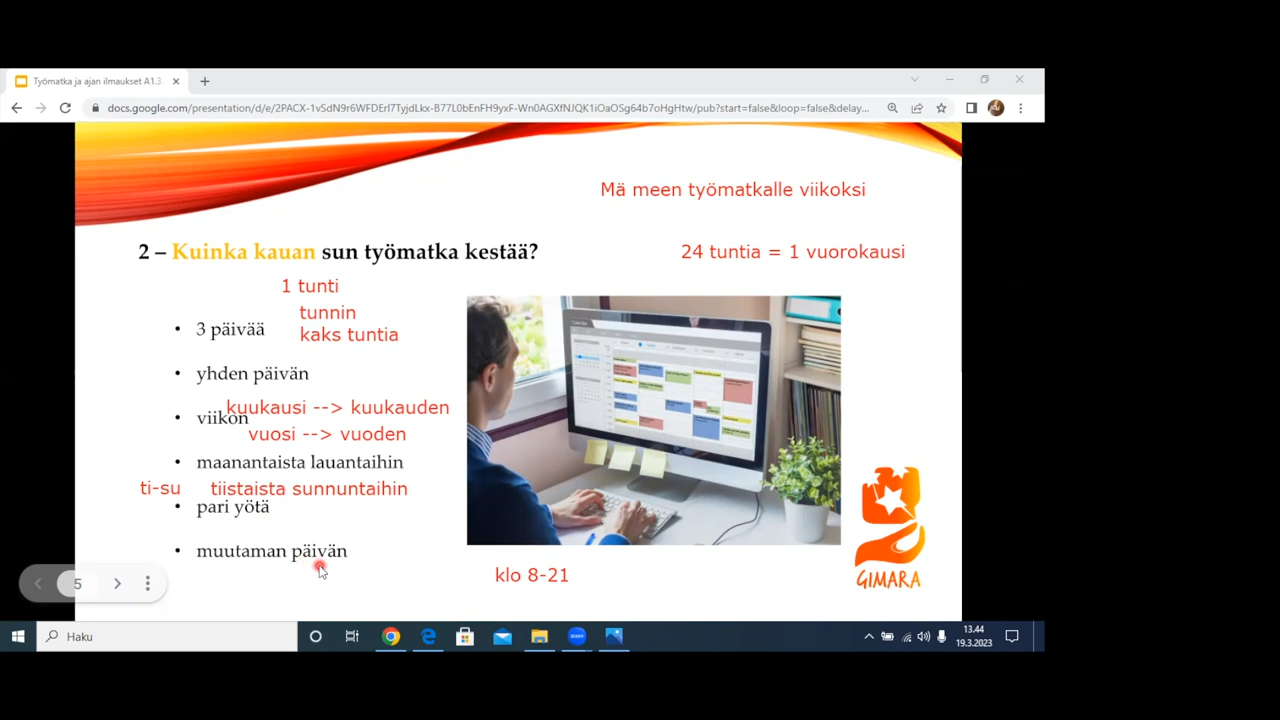 Työmatka ja ajan ilmaukset A1.3.
docs.google.com/presentation/d/e/2PACX-1vSdN9r6WFDErI7TyjdLkx-B77L0bEnFH9yxF-Wn0AGXfNJQK1iOaOSg64b7oHgHtw/pub?start=false&loop=false&delay...
Mä meen työmatkalle viikoksi
2 – Kuinka kauan sun työmatka kestää?
24 tuntia = 1 vuorokausi
1 tunti
tunnin
• 3 päivää
kaks tuntia
• yhden päivän
kuukausi --> kuukauden
• viikon
vuosi --> vuoden
• maanantaista lauantaihin
ti-su tiistaista sunnuntaihin
• pari yötä
• muutaman päivän
klo 8-21
GIMARA
5
Haku
zoom
13.44
19.3.2023